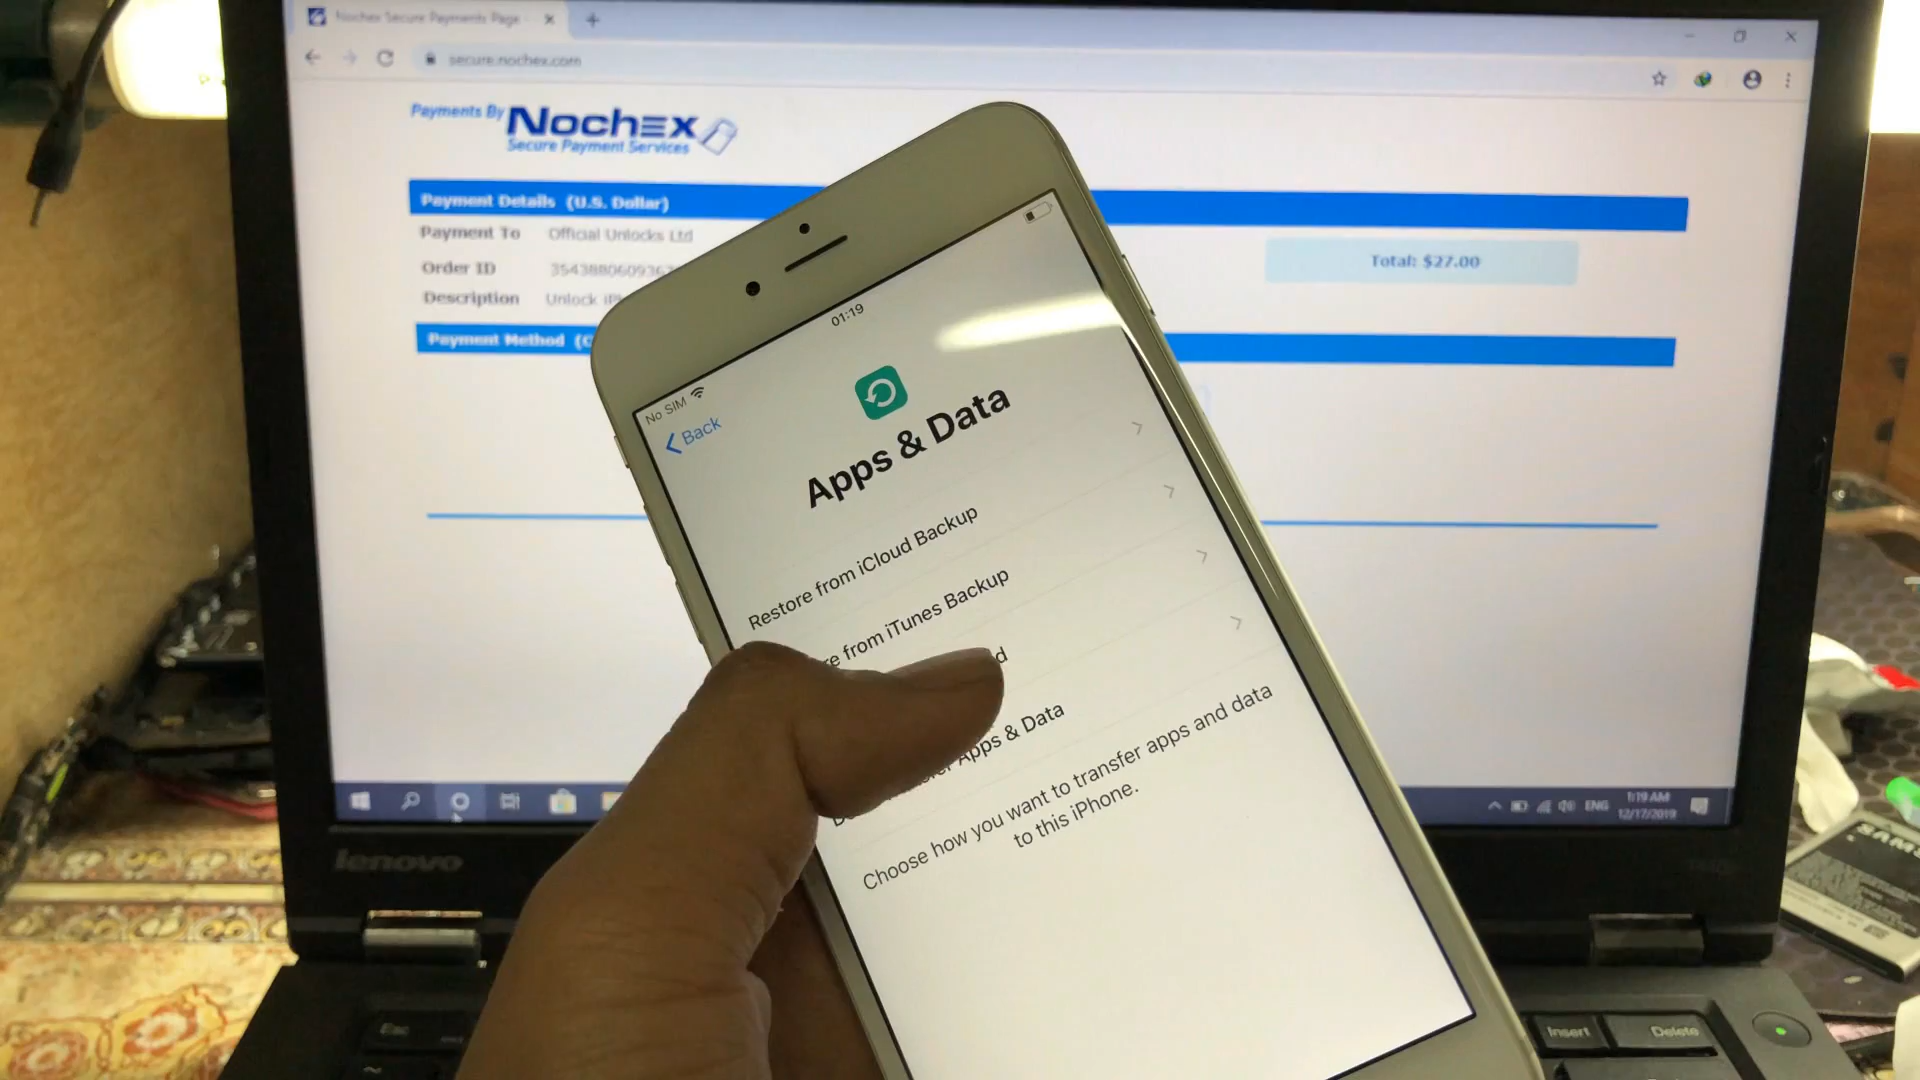 Nochex Secure Payments Page
secure.nochex.com
Payments By
Nochex
Secure Payment Services
Payment Details (U.S. Dollar)
Payment To Official Unlocks Ltd
Total: $27.00
Order ID 3543880609367
Description Unlock
Payment Method
01:19
No SIM
Back
Apps & Data
Restore from iCloud Backup
from iTunes Backup
Apps & Data
Choose how you want to transfer apps and data
to this iPhone.
ENG
1:19 AM
12/17/2019
lenovo
Esc
Insert
Delete